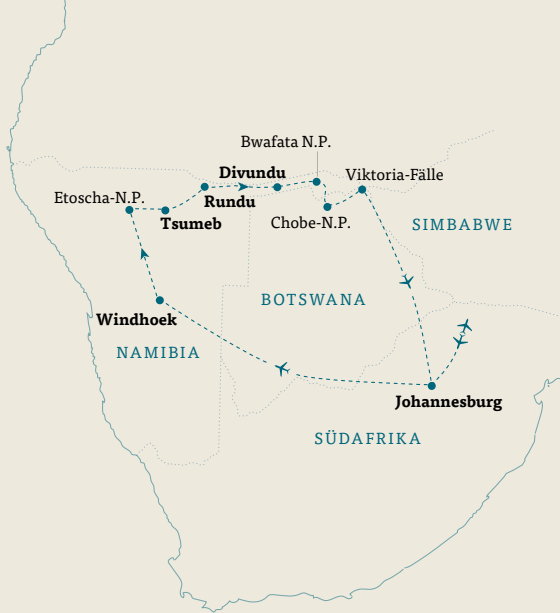 Bwafata N.P.
Divundu
Viktoria-Fälle
Etoscha-N.P.
Rundu
Tsumeb
Chobe-N.P.
SIMBABWE
BOTSWANA
Windhoek
NAMIBIA
Johannesburg
SÜDAFRIKA